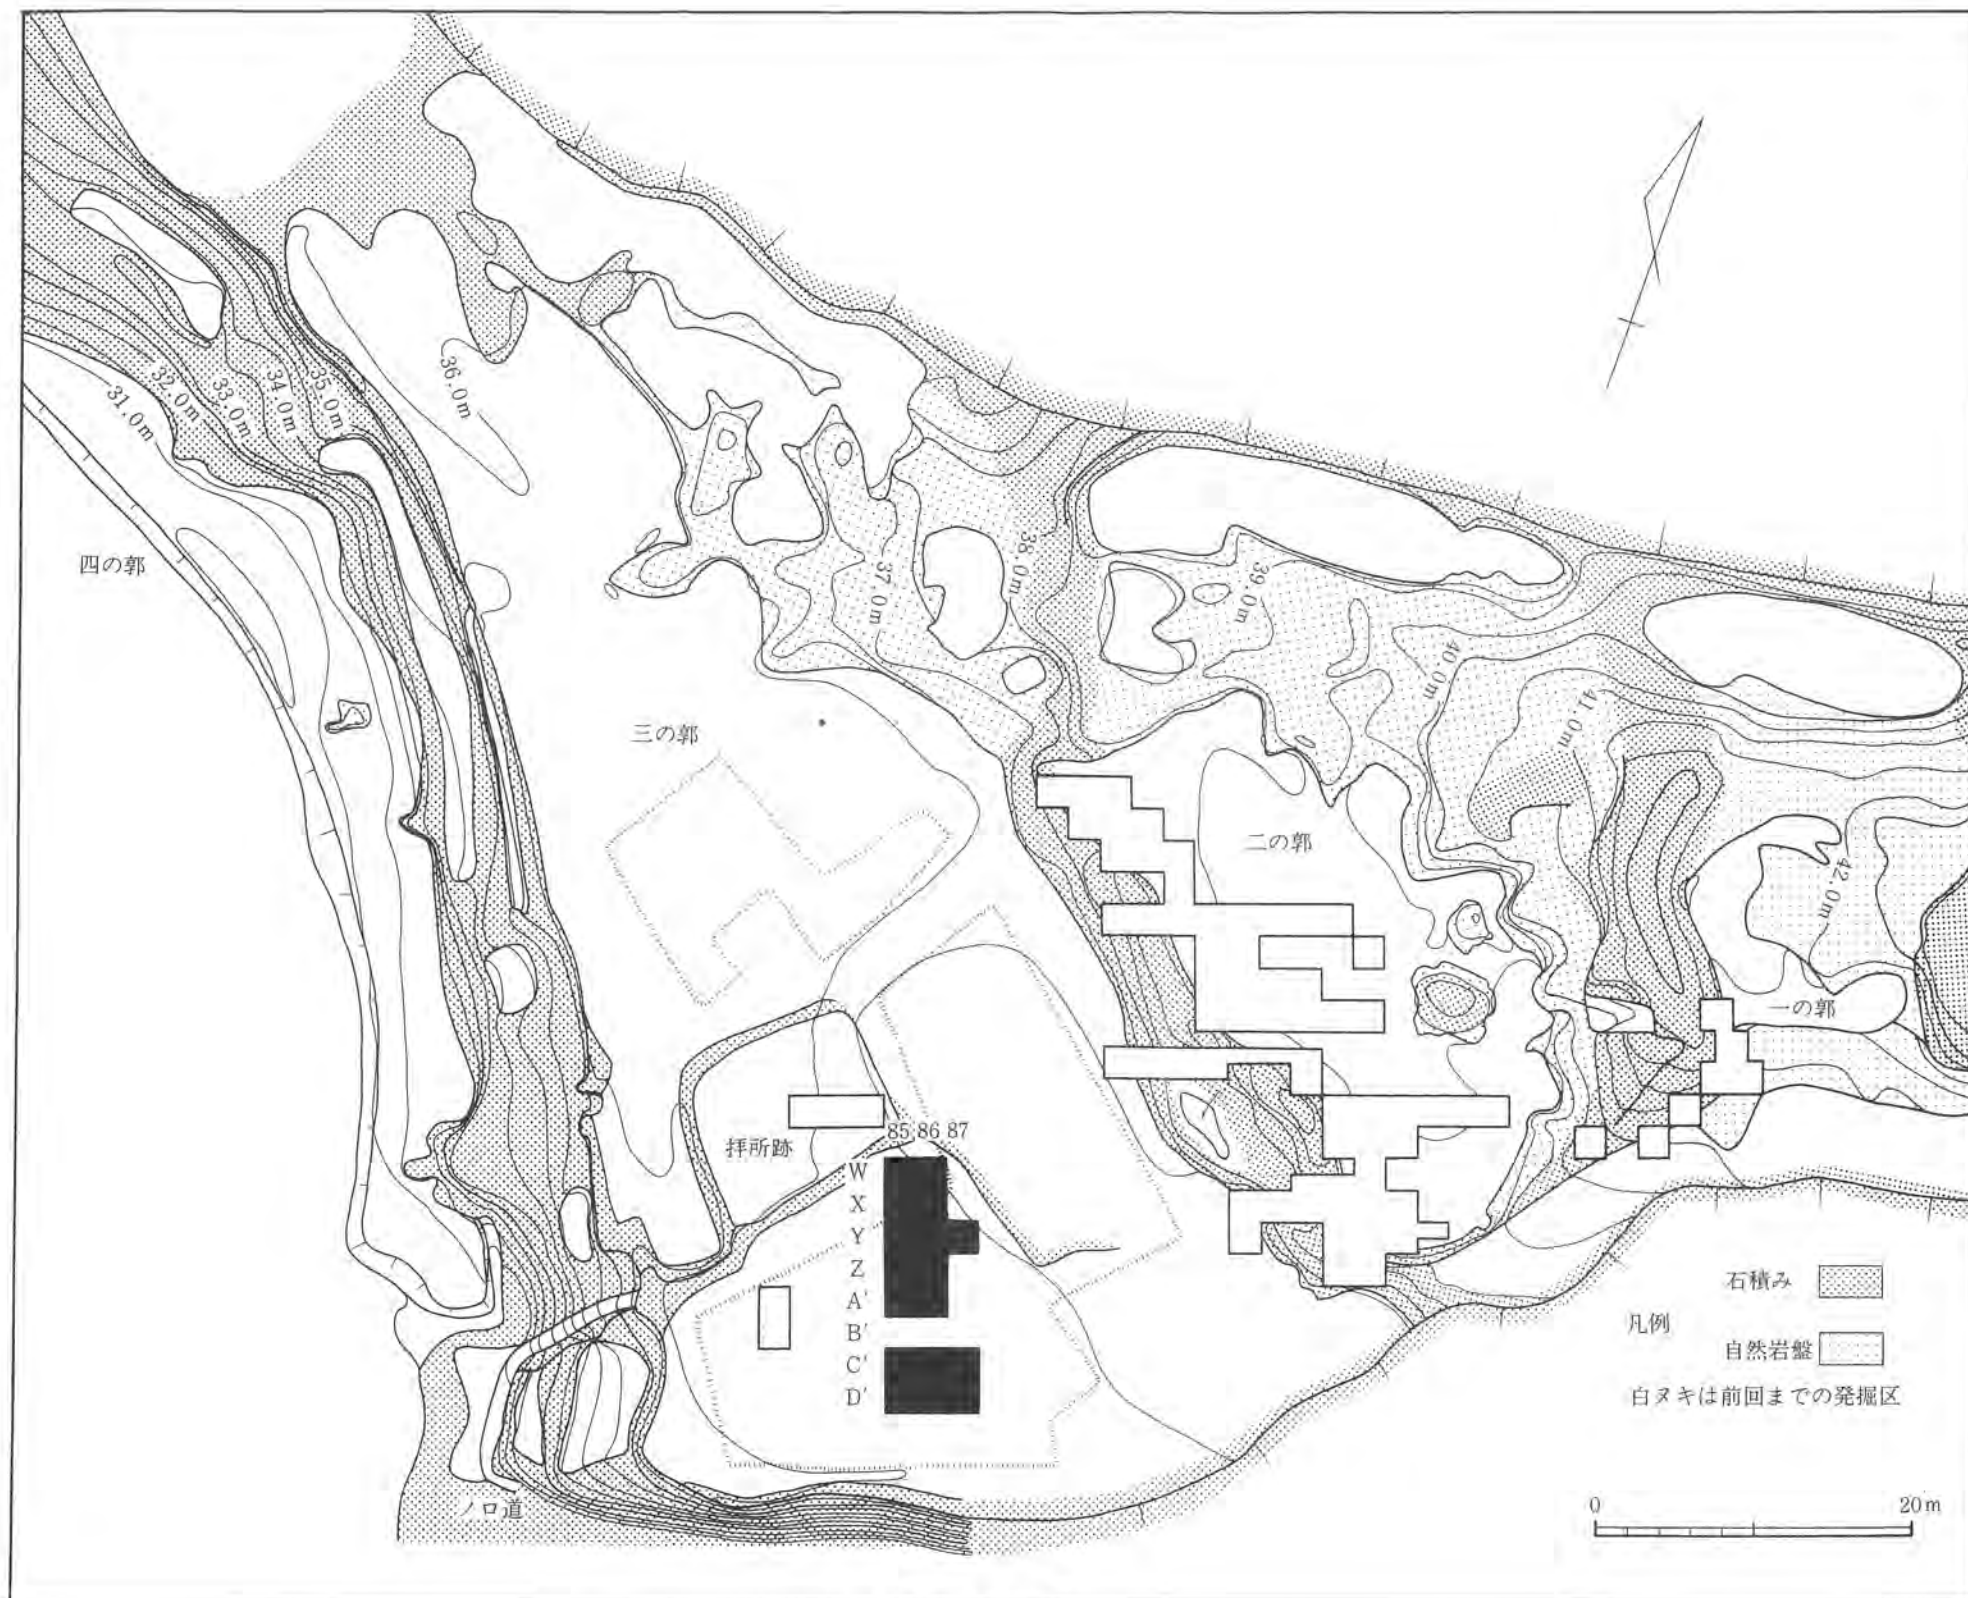 31.0m
32.0m
33.0m
34.0m
35.0m
36.0m
37.0m
38.0m
39.0m
40.0m
41.0m
42.0m
四の郭
三の郭
二の郭
一の郭
拝所跡
85 86 87
W
X
Y
Z
A'
B'
C'
D'
ノロ道
凡例
石積み
自然岩盤
白ヌキは前回までの発掘区
0 20m